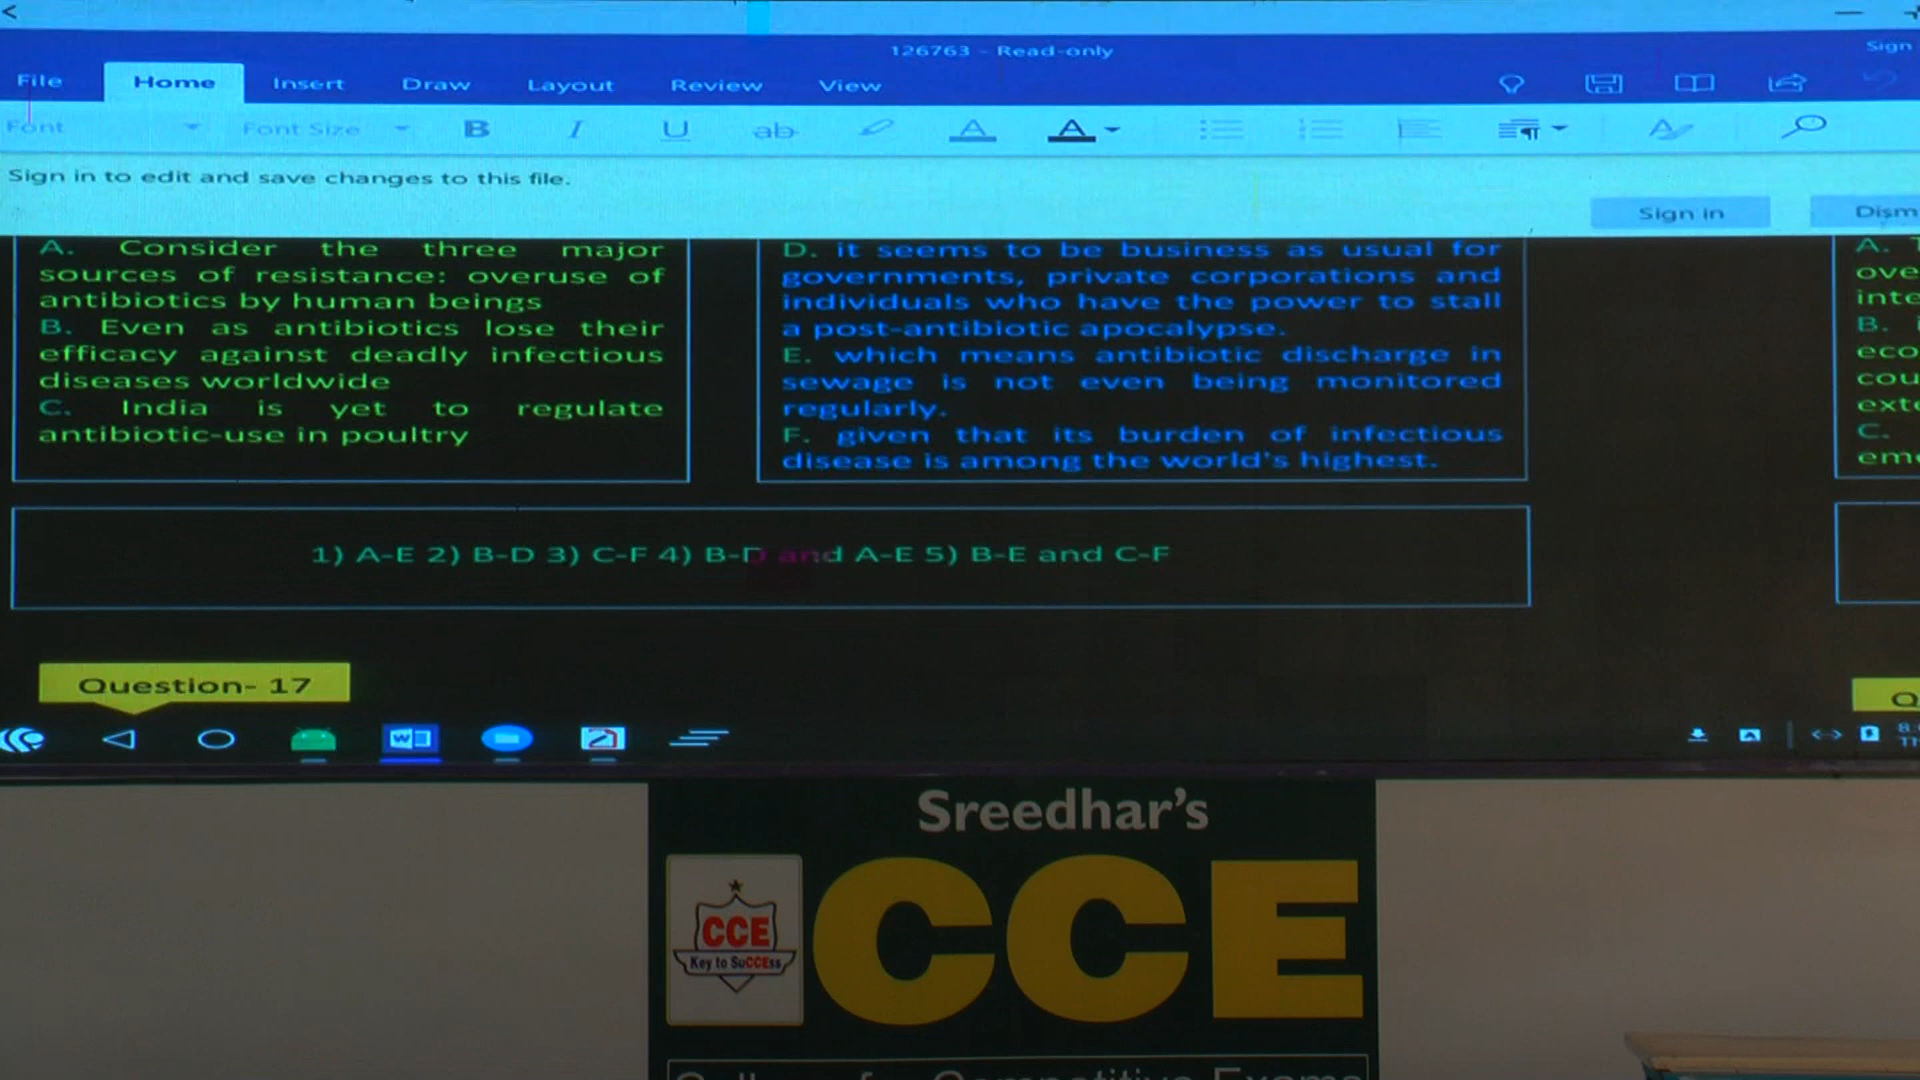 126763 - Read-only
Sign
File Home Insert Draw Layout Review View
Font Font Size B I U ab A A
Sign in to edit and save changes to this file.
Sign in
A. Consider the three major
sources of resistance: overuse of
antibiotics by human beings
B. Even as antibiotics lose their
efficacy against deadly infectious
diseases worldwide
C. India is yet to regulate
antibiotic-use in poultry
D. it seems to be business as usual for
governments, private corporations and
individuals who have the power to stall
a post-antibiotic apocalypse.
E. which means antibiotic discharge in
sewage is not even being monitored
regularly.
F. given that its burden of infectious
disease is among the world's highest.
A.
B.
C.
1) A-E 2) B-D 3) C-F 4) B-D and A-E 5) B-E and C-F
Question- 17
Sreedhar's
CCE
CCE
Key to SuCCEss